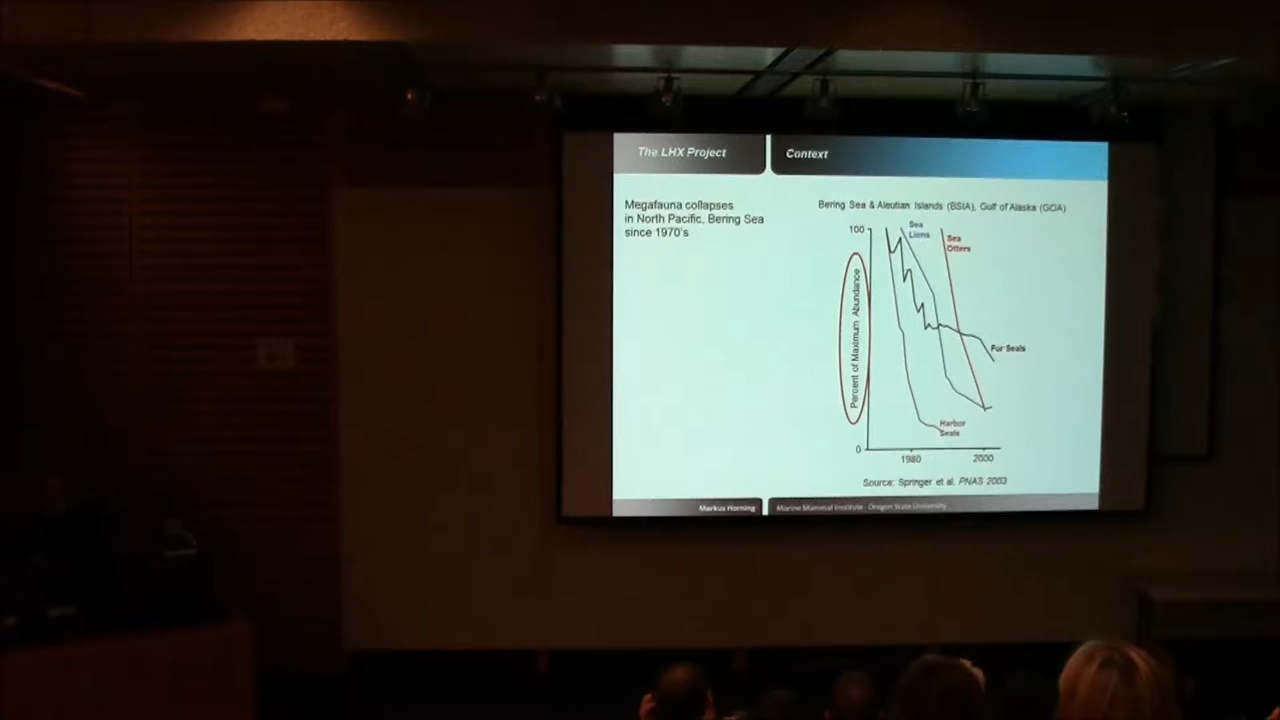 The LHX Project
Context
Megafauna collapses
in North Pacific, Bering Sea
since 1970's
Bering Sea & Aleutian Islands (BSIA), Gulf of Alaska (GOA)
100
Percent of Maximum Abundance
0
Sea
Lions
Sea
Otters
Fur Seals
Harbor
Seals
1980
2000
Source: Springer et al. PNAS 2003
Markus Horning
Marine Mammal Institute · Oregon State University